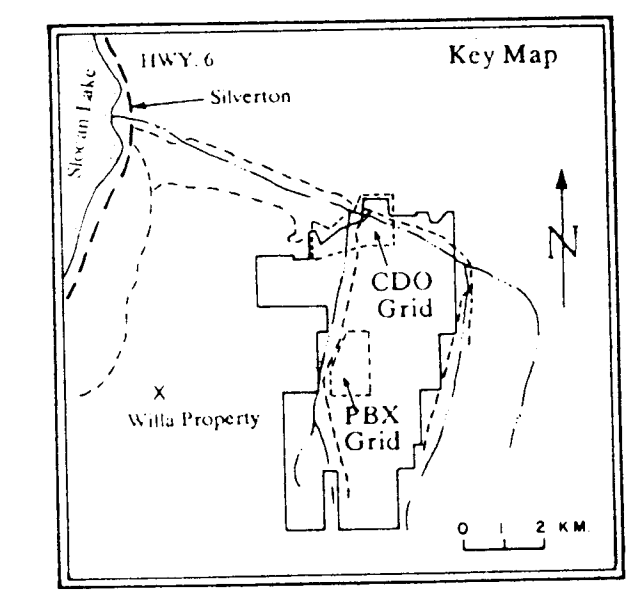 HWY. 6
Key Map
Silverton
Slocan Lake
N
CDO
Grid
X
Willa Property
PBX
Grid
0 1 2 KM.